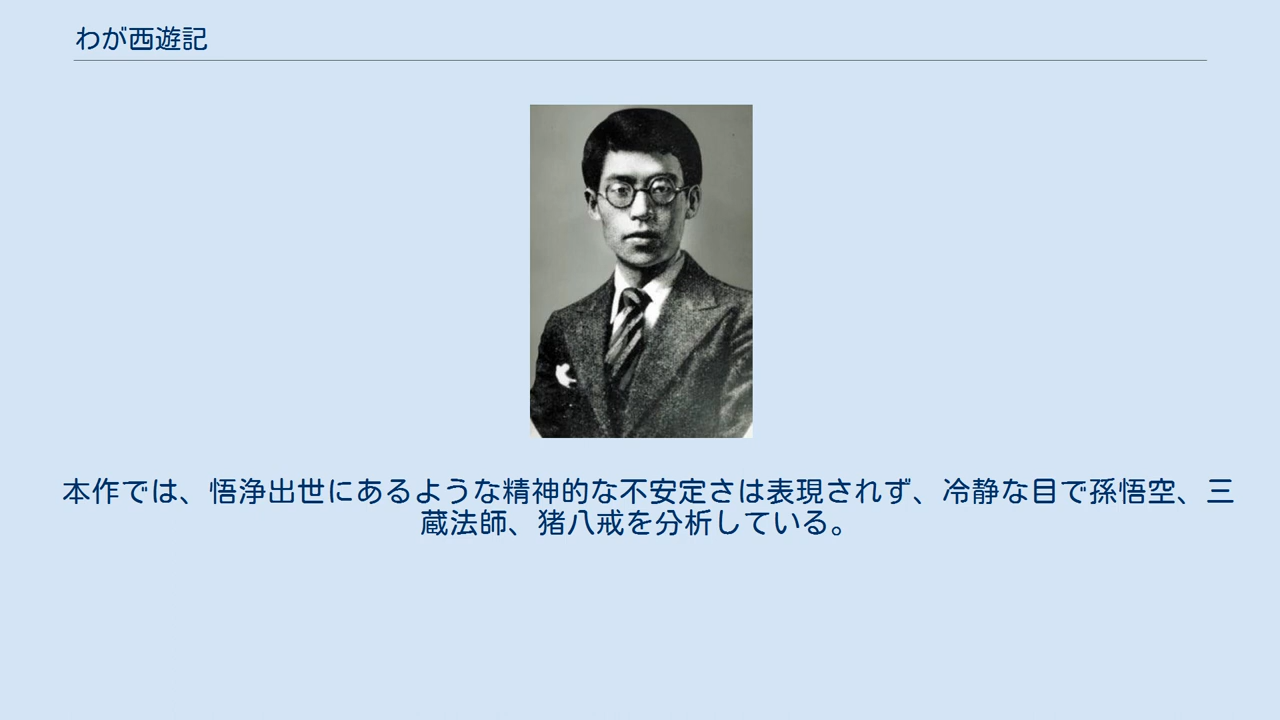 わが西遊記
本作では、悟浄出世にあるような精神的な不安定さは表現されず、冷静な目で孫悟空、三
蔵法師、猪八戒を分析している。